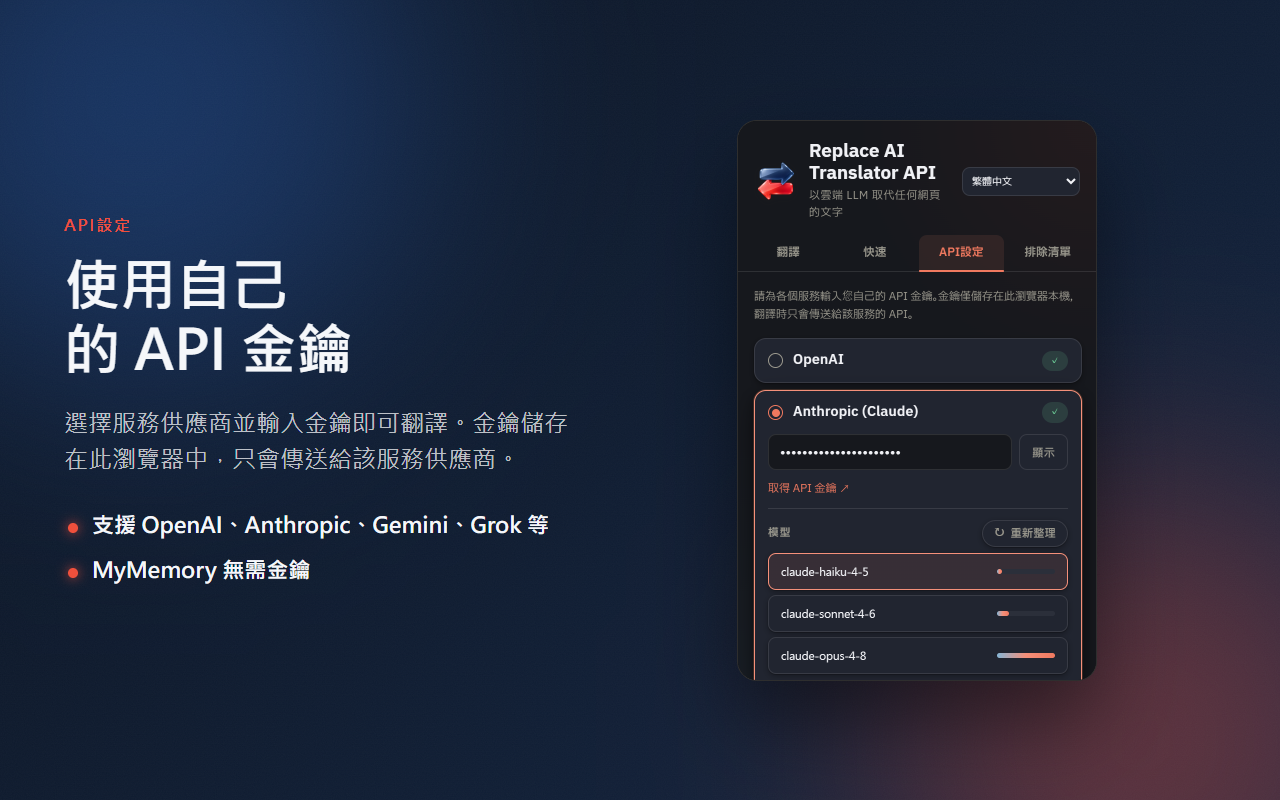 API設定
使用自己
的 API 金鑰
選擇服務供應商並輸入金鑰即可翻譯。金鑰儲存
在此瀏覽器中，只會傳送給該服務供應商。
支援 OpenAI、Anthropic、Gemini、Grok 等
MyMemory 無需金鑰
Replace AI
Translator API
以雲端 LLM 取代任何網頁
的文字
繁體中文
翻譯
快速
API設定
排除清單
請為各個服務輸入您自己的 API 金鑰。金鑰僅儲存在此瀏覽器本機，
翻譯時只會傳送給該服務的 API。
OpenAI
✓
Anthropic (Claude)
✓
••••••••••••••••••••••
顯示
取得 API 金鑰 ↗
模型
↻ 重新整理
claude-haiku-4-5
claude-sonnet-4-6
claude-opus-4-8